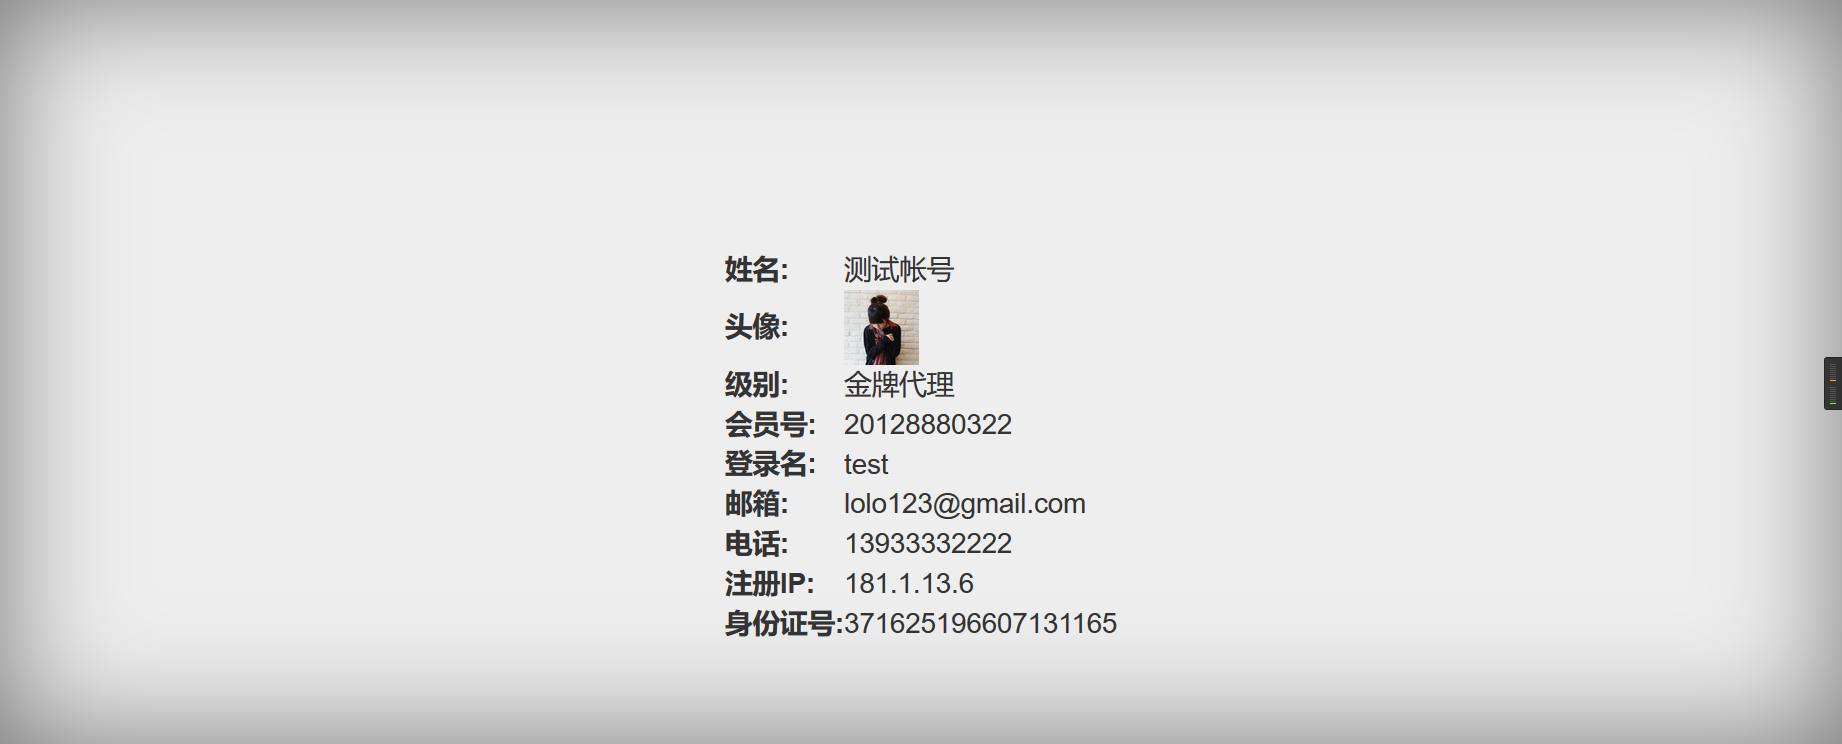 姓名: 测试帐号
头像:
级别: 金牌代理
会员号: 20128880322
登录名: test
邮箱: lolo123@gmail.com
电话: 13933332222
注册IP: 181.1.13.6
身份证号:371625196607131165